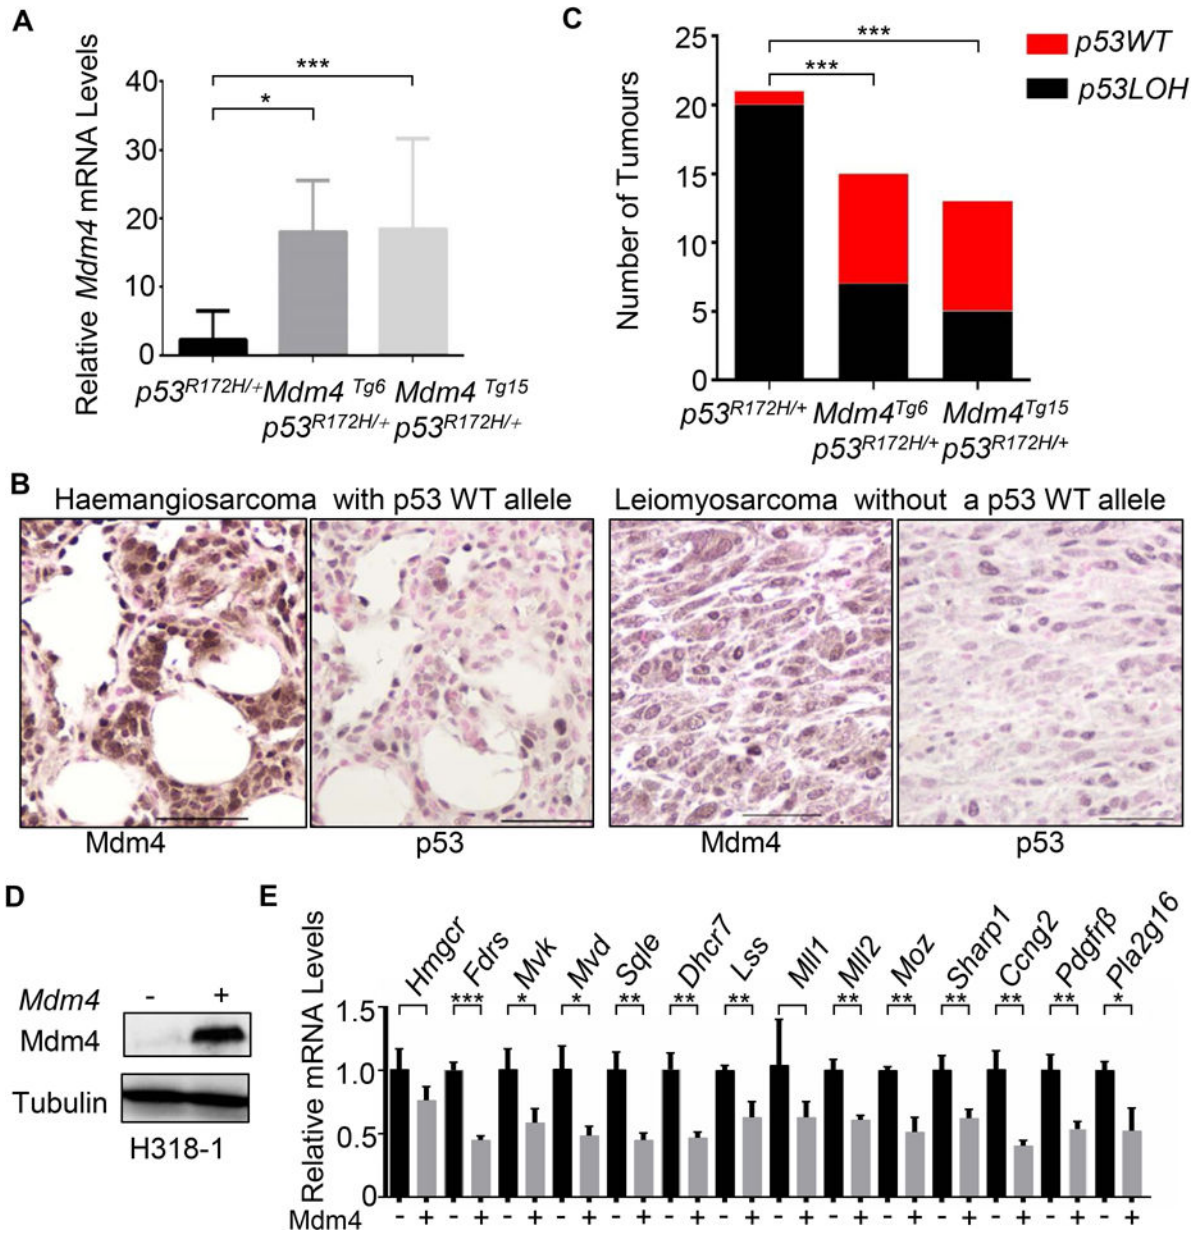 A
Relative Mdm4 mRNA Levels
40
30
20
10
0
*
***
p53R172H/+ Mdm4 Tg6 Mdm4 Tg15
p53R172H/+ p53R172H/+
C
Number of Tumours
25
20
15
10
5
0
***
***
p53WT
p53LOH
p53R172H/+ Mdm4Tg6 Mdm4Tg15
p53R172H/+ p53R172H/+
B
Haemangiosarcoma with p53 WT allele
Leiomyosarcoma without a p53 WT allele
Mdm4 p53 Mdm4 p53
D
Mdm4 - +
Mdm4
Tubulin
H318-1
E
Relative mRNA Levels
1.5
1.0
0.5
0
Hmgcr Fdrs Mvk Mvd Sqle Dhcr7 Lss Mll1 Mll2 Moz Sharp1 Ccng2 Pdgfrβ Pla2g16
*** * * ** ** ** ** ** ** ** ** *
Mdm4 - + - + - + - + - + - + - + - + - + - + - + - + - + - +